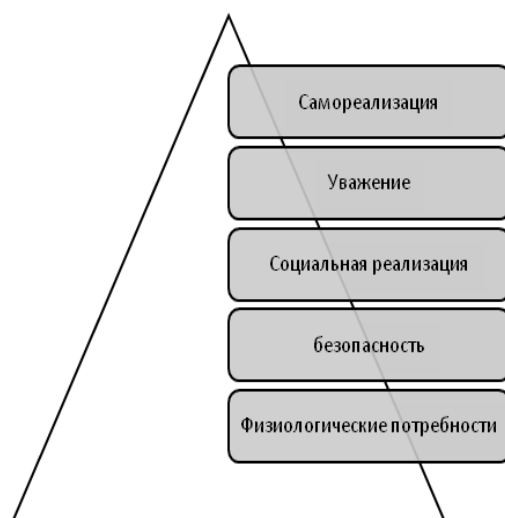 Самореализация
Уважение
Социальная реализация
безопасность
Физиологические потребности